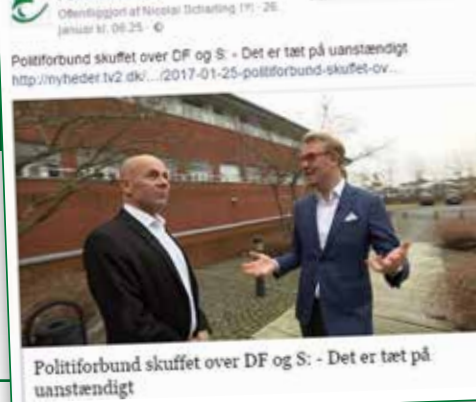 Offentliggjort af Nicolai Scharling [?] · 26.
januar kl. 06:25 ·
Politiforbund skuffet over DF og S: - Det er tæt på uanstændigt
http://nyheder.tv2.dk/.../2017-01-25-politiforbund-skuffet-ov...
Politiforbund skuffet over DF og S: - Det er tæt på
uanstændigt